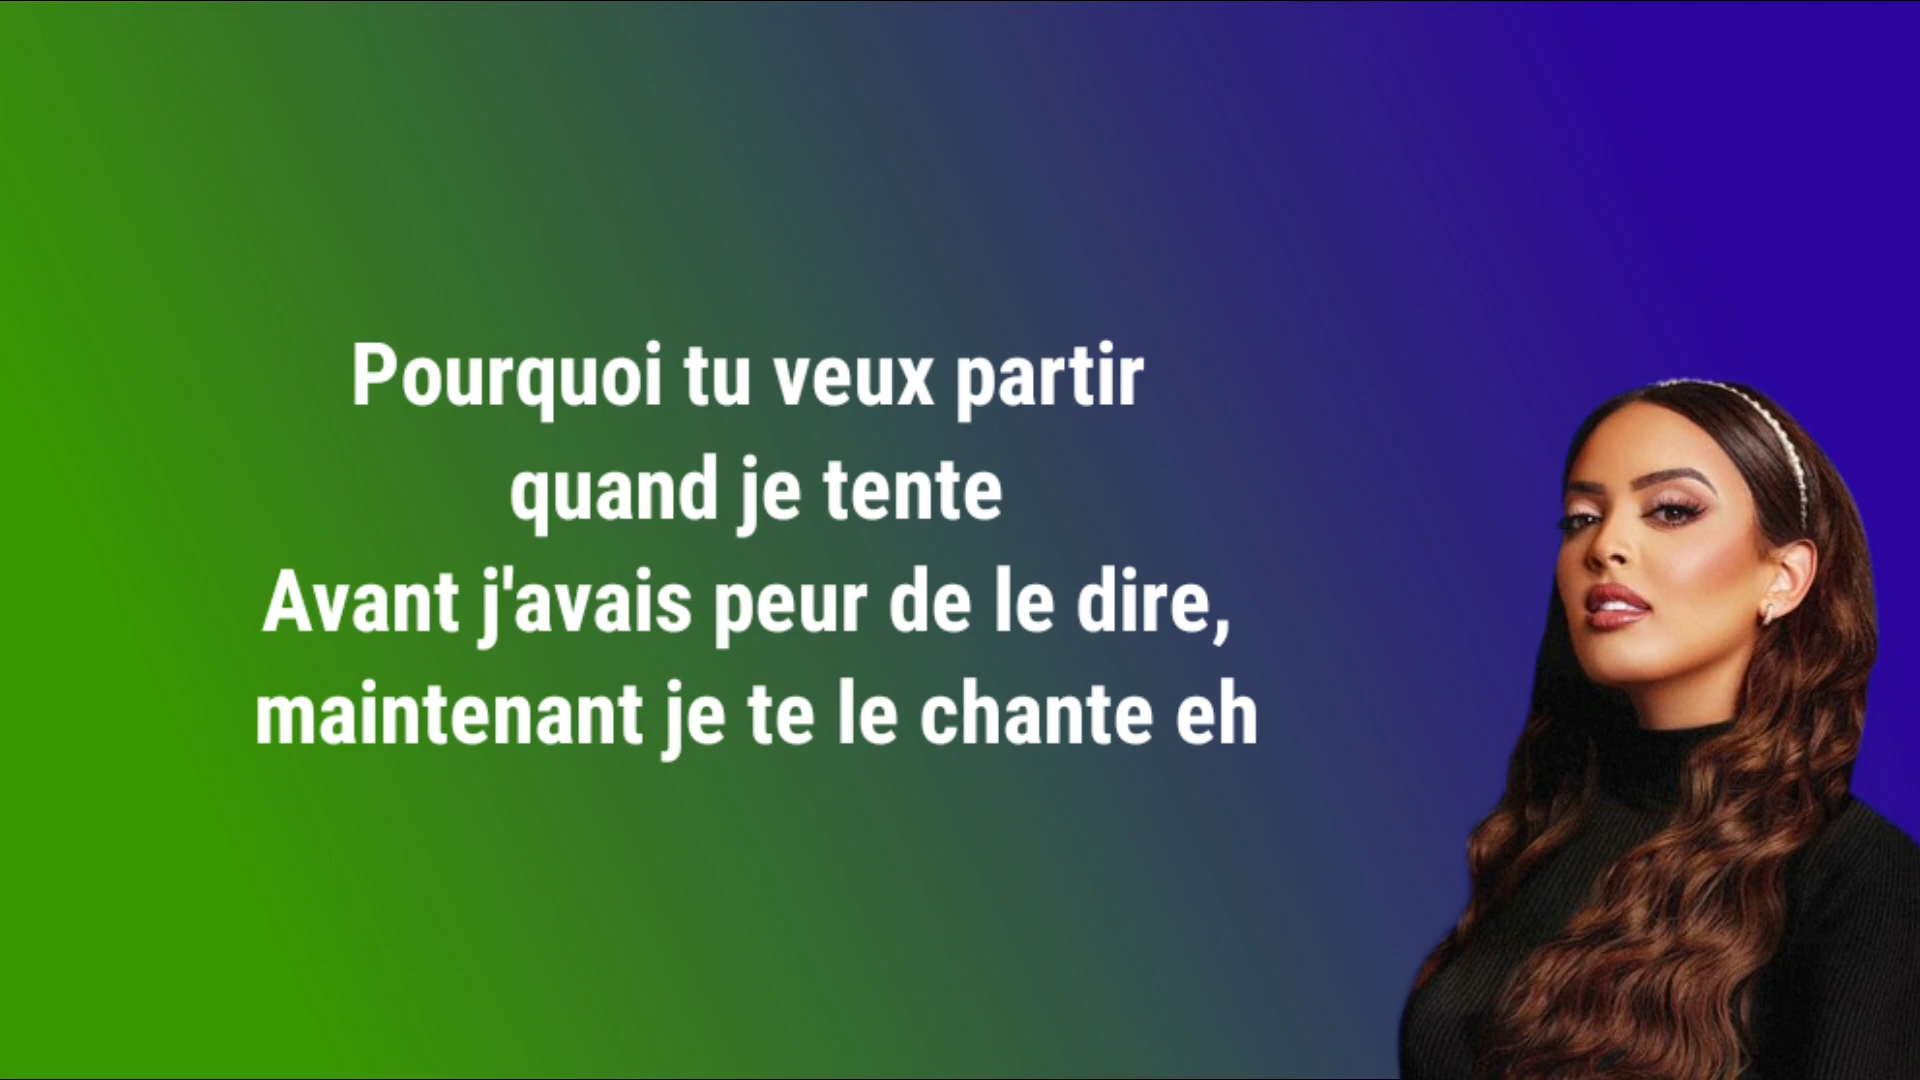 Pourquoi tu veux partir
quand je tente
Avant j'avais peur de le dire,
maintenant je te le chante eh